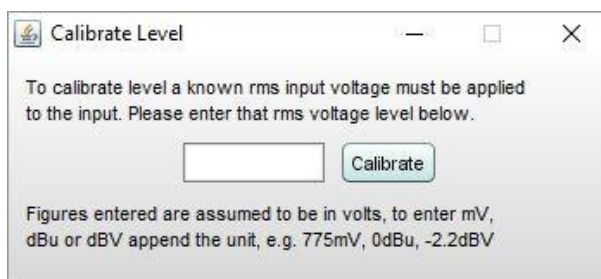 Calibrate Level
To calibrate level a known rms input voltage must be applied
to the input. Please enter that rms voltage level below.
Calibrate
Figures entered are assumed to be in volts, to enter mV,
dBu or dBV append the unit, e.g. 775mV, 0dBu, -2.2dBV